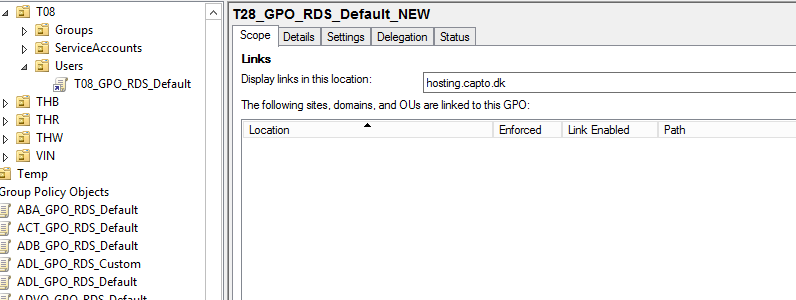 T08
Groups
ServiceAccounts
Users
T08_GPO_RDS_Default
THB
THR
THW
VIN
Temp
Group Policy Objects
ABA_GPO_RDS_Default
ACT_GPO_RDS_Default
ADB_GPO_RDS_Default
ADL_GPO_RDS_Custom
ADL_GPO_RDS_Default
ADVO_GPO_RDS_Default
T28_GPO_RDS_Default_NEW
Scope Details Settings Delegation Status
Links
Display links in this location: hosting.capto.dk
The following sites, domains, and OUs are linked to this GPO:
Location Enforced Link Enabled Path